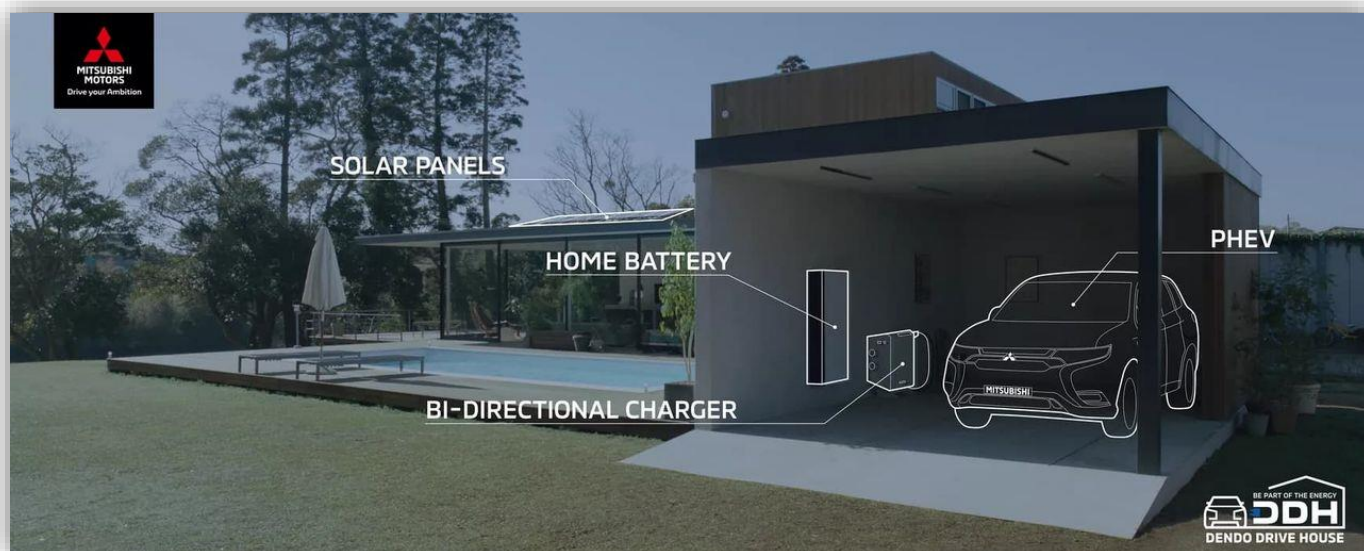 MITSUBISHI
MOTORS
Drive your Ambition
SOLAR PANELS
HOME BATTERY
PHEV
BI-DIRECTIONAL CHARGER
MITSUBISHI
BE PART OF THE ENERGY
DDH
DENDO DRIVE HOUSE